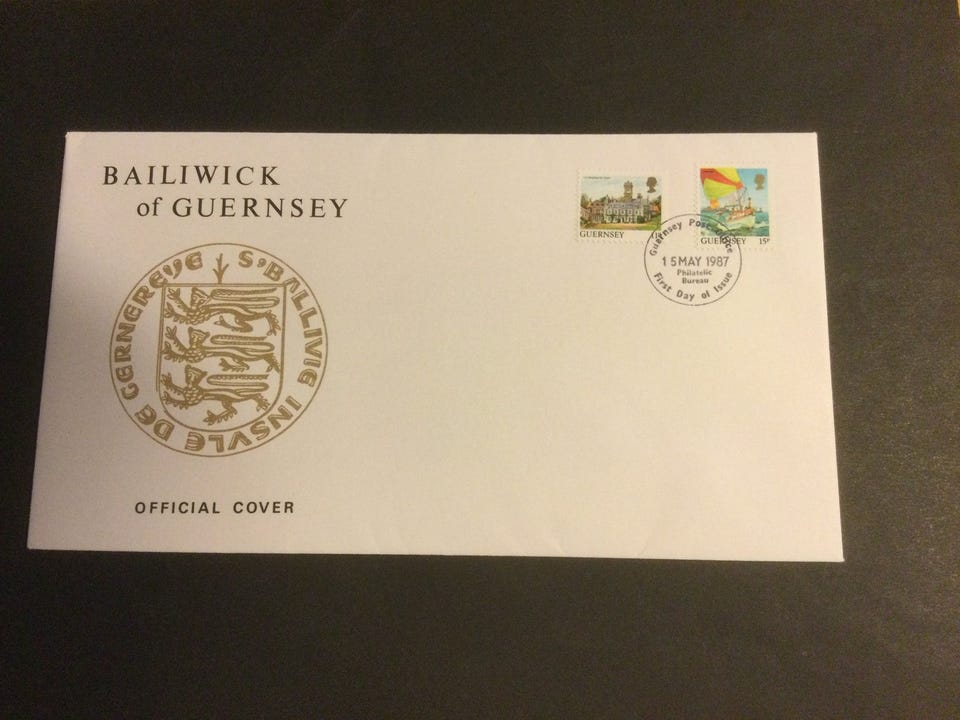 BAILIWICK
of GUERNSEY
S'BALLIVIE INSVLE DE GERNEREYE
OFFICIAL COVER
GUERNSEY
GUERNSEY 15P
Guernsey Post Office
15 MAY 1987
Philatelic
Bureau
First Day of Issue